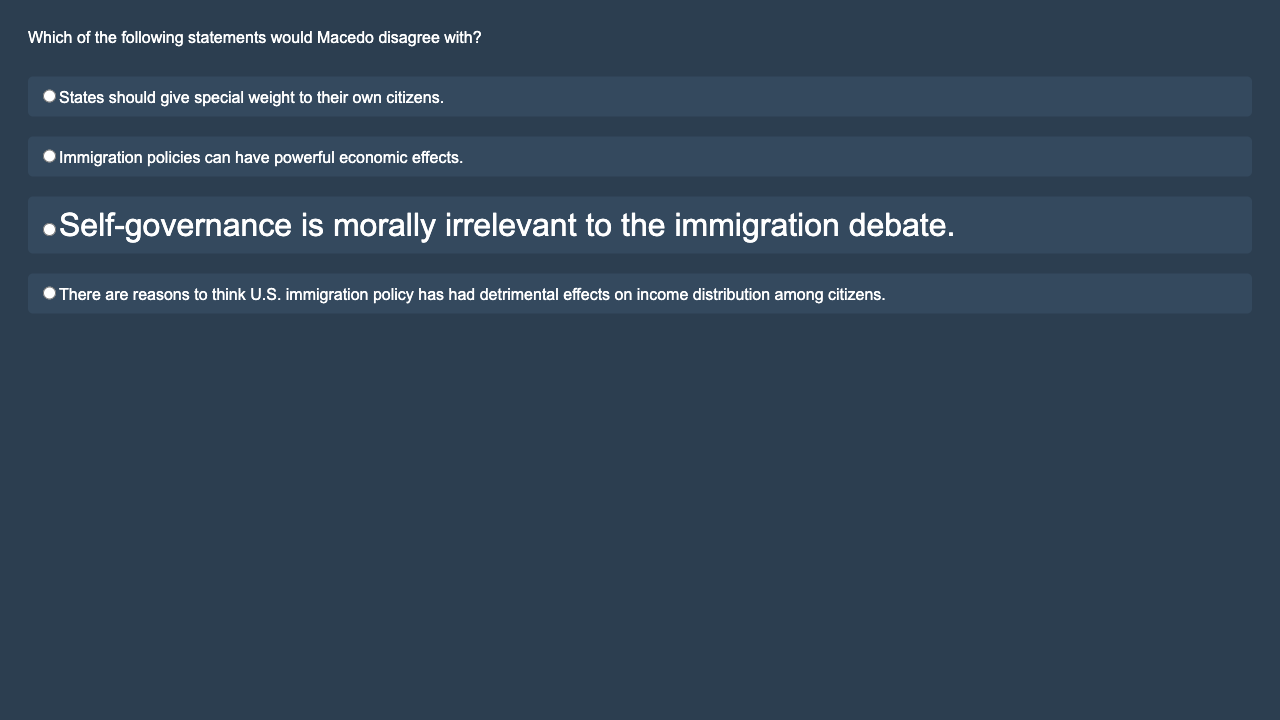 Which of the following statements would Macedo disagree with?
States should give special weight to their own citizens.
Immigration policies can have powerful economic effects.
Self-governance is morally irrelevant to the immigration debate.
There are reasons to think U.S. immigration policy has had detrimental effects on income distribution among citizens.